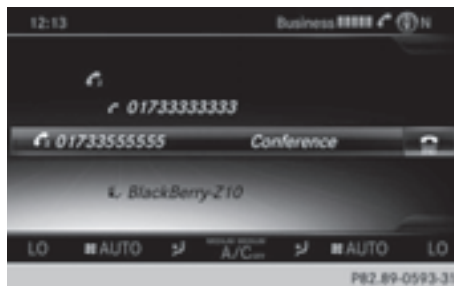 12:13 Business N
01733333333
01733555555 Conference
BlackBerry-Z10
LO AUTO A/C AUTO LO
P82.89-0593-31